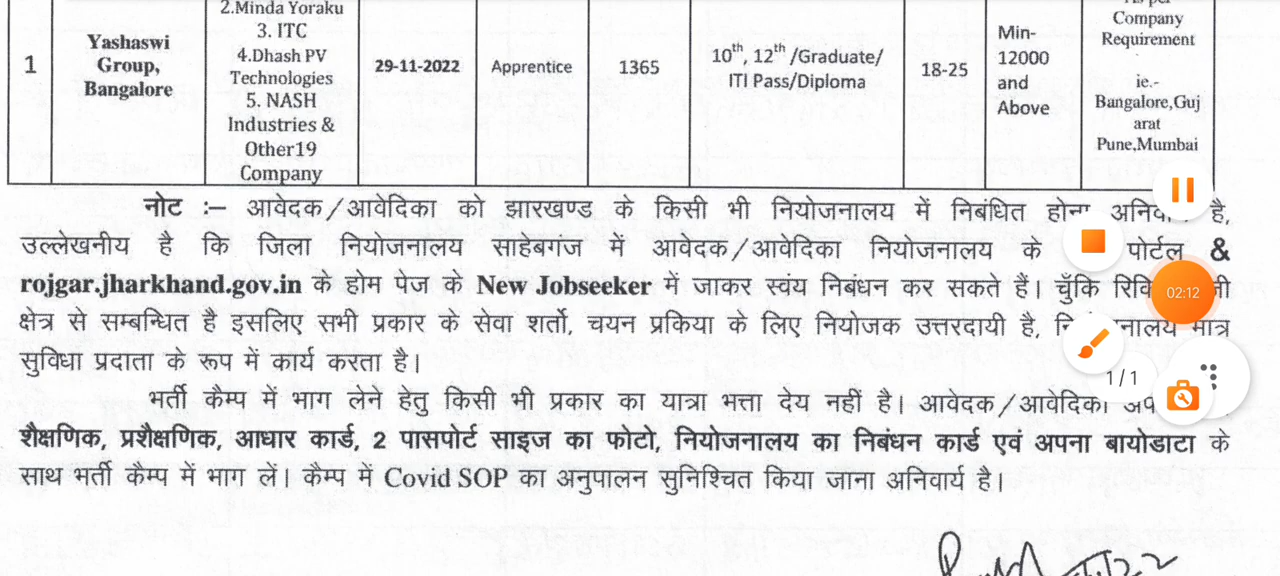 2.Minda Yoraku
3. ITC
4.Dhash PV
Technologies
5. NASH
Industries &
Other19
Company
1
Yashaswi
Group,
Bangalore
29-11-2022
Apprentice
1365
10th, 12th /Graduate/
ITI Pass/Diploma
18-25
Min-
12000
and
Above
As per
Company
Requirement
ie.-
Bangalore,Guj
arat
Pune,Mumbai
नोट :– आवेदक/आवेदिका को झारखण्ड के किसी भी नियोजनालय में निबंधित होना है,
उल्लेखनीय है कि जिला नियोजनालय साहेबगंज में आवेदक/आवेदिका नियोजनालय के पोर्टल &
rojgar.jharkhand.gov.in के होम पेज के New Jobseeker में जाकर स्वंय निबंधन कर सकते हैं। चुँकि
क्षेत्र से सम्बन्धित है इसलिए सभी प्रकार के सेवा शर्तो, चयन प्रकिया के लिए नियोजक उत्तरदायी है, मात्र
सुविधा प्रदाता के रूप में कार्य करता है।
भर्ती कैम्प में भाग लेने हेतु किसी भी प्रकार का यात्रा भत्ता देय नहीं है। आवेदक/आवेदिका
शैक्षणिक, प्रशैक्षणिक, आधार कार्ड, 2 पासपोर्ट साइज का फोटो, नियोजनालय का निबंधन कार्ड एवं अपना बायोडाटा के
साथ भर्ती कैम्प में भाग लें। कैम्प में Covid SOP का अनुपालन सुनिश्चित किया जाना अनिवार्य है।
02:12
1/1